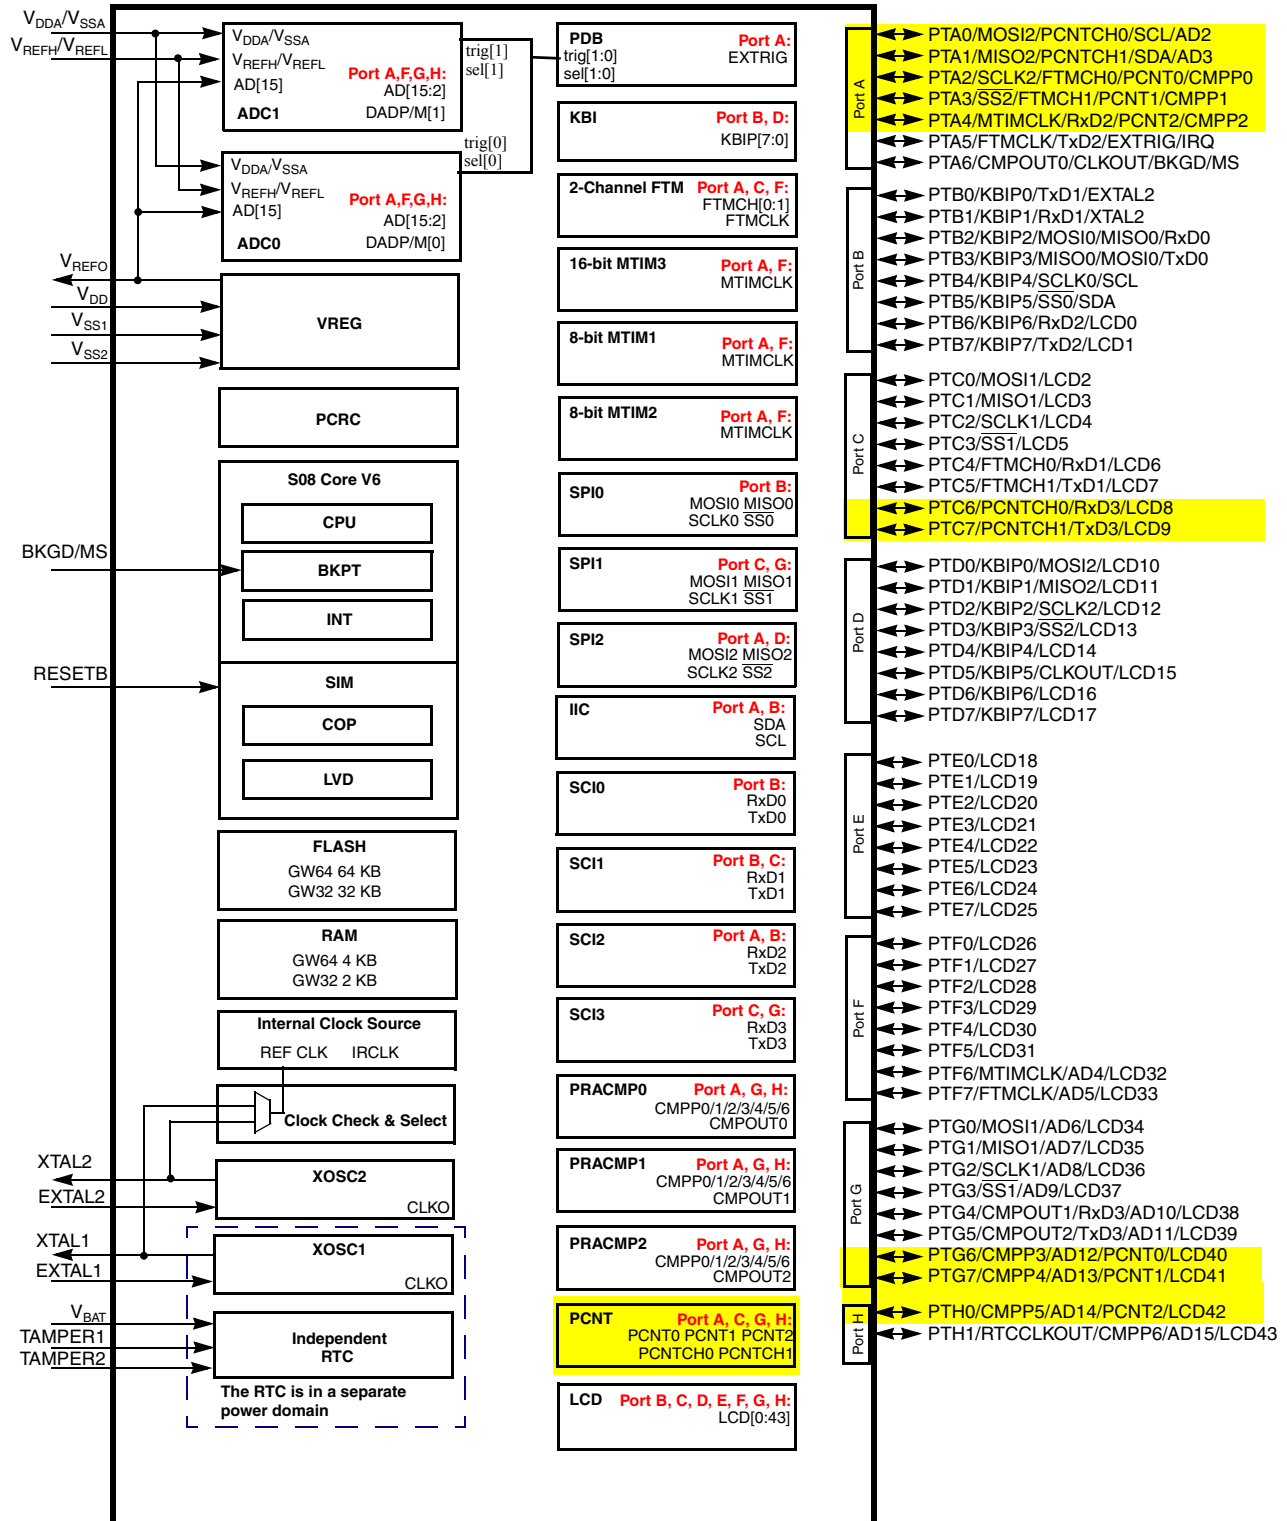 VDDA/VSSA
VREFH/VREFL
VREFO
VDD
VSS1
VSS2
BKGD/MS
RESETB
XTAL2
EXTAL2
XTAL1
EXTAL1
VBAT
TAMPER1
TAMPER2
VDDA/VSSA
VREFH/VREFL
Port A,F,G,H:
AD[15]
AD[15:2]
ADC1
DADP/M[1]
trig[1]
sel[1]
trig[0]
sel[0]
VDDA/VSSA
VREFH/VREFL
Port A,F,G,H:
AD[15]
AD[15:2]
ADC0
DADP/M[0]
VREG
PCRC
S08 Core V6
CPU
BKPT
INT
SIM
COP
LVD
FLASH
GW64 64 KB
GW32 32 KB
RAM
GW64 4 KB
GW32 2 KB
Internal Clock Source
REF CLK IRCLK
Clock Check & Select
XOSC2
CLKO
XOSC1
CLKO
Independent
RTC
The RTC is in a separate
power domain
PDB Port A:
trig[1:0] EXTRIG
sel[1:0]
KBI Port B, D:
KBIP[7:0]
2-Channel FTM Port A, C, F:
FTMCH[0:1]
FTMCLK
16-bit MTIM3 Port A, F:
MTIMCLK
8-bit MTIM1 Port A, F:
MTIMCLK
8-bit MTIM2 Port A, F:
MTIMCLK
SPI0 Port B:
MOSI0 MISO0
SCLK0 SS0
SPI1 Port C, G:
MOSI1 MISO1
SCLK1 SS1
SPI2 Port A, D:
MOSI2 MISO2
SCLK2 SS2
IIC Port A, B:
SDA
SCL
SCI0 Port B:
RxD0
TxD0
SCI1 Port B, C:
RxD1
TxD1
SCI2 Port A, B:
RxD2
TxD2
SCI3 Port C, G:
RxD3
TxD3
PRACMP0 Port A, G, H:
CMPP0/1/2/3/4/5/6
CMPOUT0
PRACMP1 Port A, G, H:
CMPP0/1/2/3/4/5/6
CMPOUT1
PRACMP2 Port A, G, H:
CMPP0/1/2/3/4/5/6
CMPOUT2
PCNT Port A, C, G, H:
PCNT0 PCNT1 PCNT2
PCNTCH0 PCNTCH1
LCD Port B, C, D, E, F, G, H:
LCD[0:43]
Port A
PTA0/MOSI2/PCNTCH0/SCL/AD2
PTA1/MISO2/PCNTCH1/SDA/AD3
PTA2/SCLK2/FTMCH0/PCNT0/CMPP0
PTA3/SS2/FTMCH1/PCNT1/CMPP1
PTA4/MTIMCLK/RxD2/PCNT2/CMPP2
PTA5/FTMCLK/TxD2/EXTRIG/IRQ
PTA6/CMPOUT0/CLKOUT/BKGD/MS
Port B
PTB0/KBIP0/TxD1/EXTAL2
PTB1/KBIP1/RxD1/XTAL2
PTB2/KBIP2/MOSI0/MISO0/RxD0
PTB3/KBIP3/MISO0/MOSI0/TxD0
PTB4/KBIP4/SCLK0/SCL
PTB5/KBIP5/SS0/SDA
PTB6/KBIP6/RxD2/LCD0
PTB7/KBIP7/TxD2/LCD1
Port C
PTC0/MOSI1/LCD2
PTC1/MISO1/LCD3
PTC2/SCLK1/LCD4
PTC3/SS1/LCD5
PTC4/FTMCH0/RxD1/LCD6
PTC5/FTMCH1/TxD1/LCD7
PTC6/PCNTCH0/RxD3/LCD8
PTC7/PCNTCH1/TxD3/LCD9
Port D
PTD0/KBIP0/MOSI2/LCD10
PTD1/KBIP1/MISO2/LCD11
PTD2/KBIP2/SCLK2/LCD12
PTD3/KBIP3/SS2/LCD13
PTD4/KBIP4/LCD14
PTD5/KBIP5/CLKOUT/LCD15
PTD6/KBIP6/LCD16
PTD7/KBIP7/LCD17
Port E
PTE0/LCD18
PTE1/LCD19
PTE2/LCD20
PTE3/LCD21
PTE4/LCD22
PTE5/LCD23
PTE6/LCD24
PTE7/LCD25
Port F
PTF0/LCD26
PTF1/LCD27
PTF2/LCD28
PTF3/LCD29
PTF4/LCD30
PTF5/LCD31
PTF6/MTIMCLK/AD4/LCD32
PTF7/FTMCLK/AD5/LCD33
Port G
PTG0/MOSI1/AD6/LCD34
PTG1/MISO1/AD7/LCD35
PTG2/SCLK1/AD8/LCD36
PTG3/SS1/AD9/LCD37
PTG4/CMPOUT1/RxD3/AD10/LCD38
PTG5/CMPOUT2/TxD3/AD11/LCD39
PTG6/CMPP3/AD12/PCNT0/LCD40
PTG7/CMPP4/AD13/PCNT1/LCD41
Port H
PTH0/CMPP5/AD14/PCNT2/LCD42
PTH1/RTCCLKOUT/CMPP6/AD15/LCD43